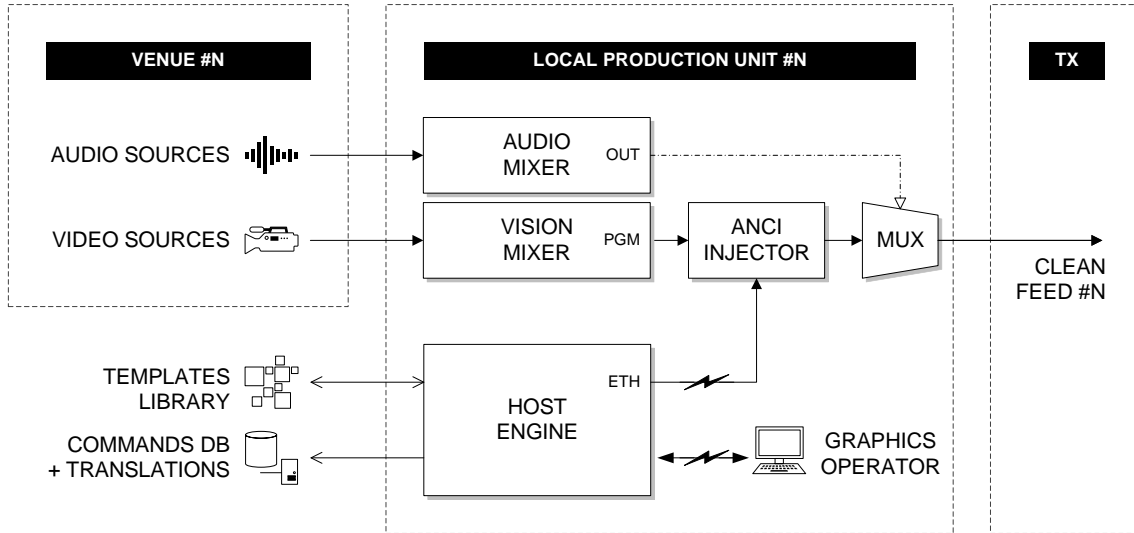 VENUE #N
LOCAL PRODUCTION UNIT #N
TX
AUDIO SOURCES
AUDIO
MIXER
OUT
VIDEO SOURCES
VISION
MIXER
PGM
ANCI
INJECTOR
MUX
CLEAN
FEED #N
TEMPLATES
LIBRARY
HOST
ENGINE
ETH
COMMANDS DB
+ TRANSLATIONS
GRAPHICS
OPERATOR